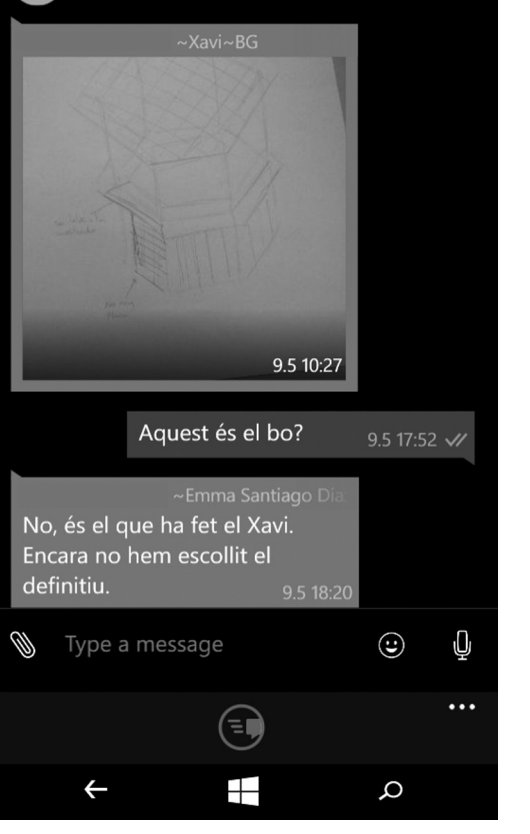 ~Xavi~BG
9.5 10:27
Aquest és el bo?
9.5 17:52
~Emma Santiago Dia
No, és el que ha fet el Xavi.
Encara no hem escollit el
definitiu.
9.5 18:20
Type a message